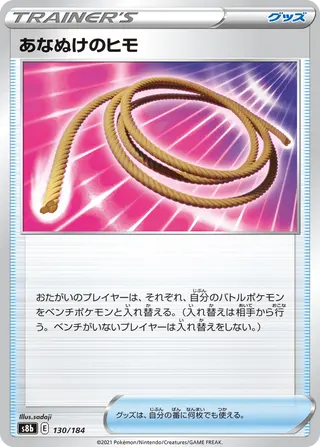 TRAINER'S グッズ
あなぬけのヒモ
おたがいのプレイヤーは、それぞれ、自分のバトルポケモン
をベンチポケモンと入れ替える。(入れ替えは相手から行
う。ベンチがいないプレイヤーは入れ替えをしない。)
Illus.sadaji
s8b E 130/184
グッズは、自分の番に何枚でも使える。
©2021 Pokémon/Nintendo/Creatures/GAME FREAK.